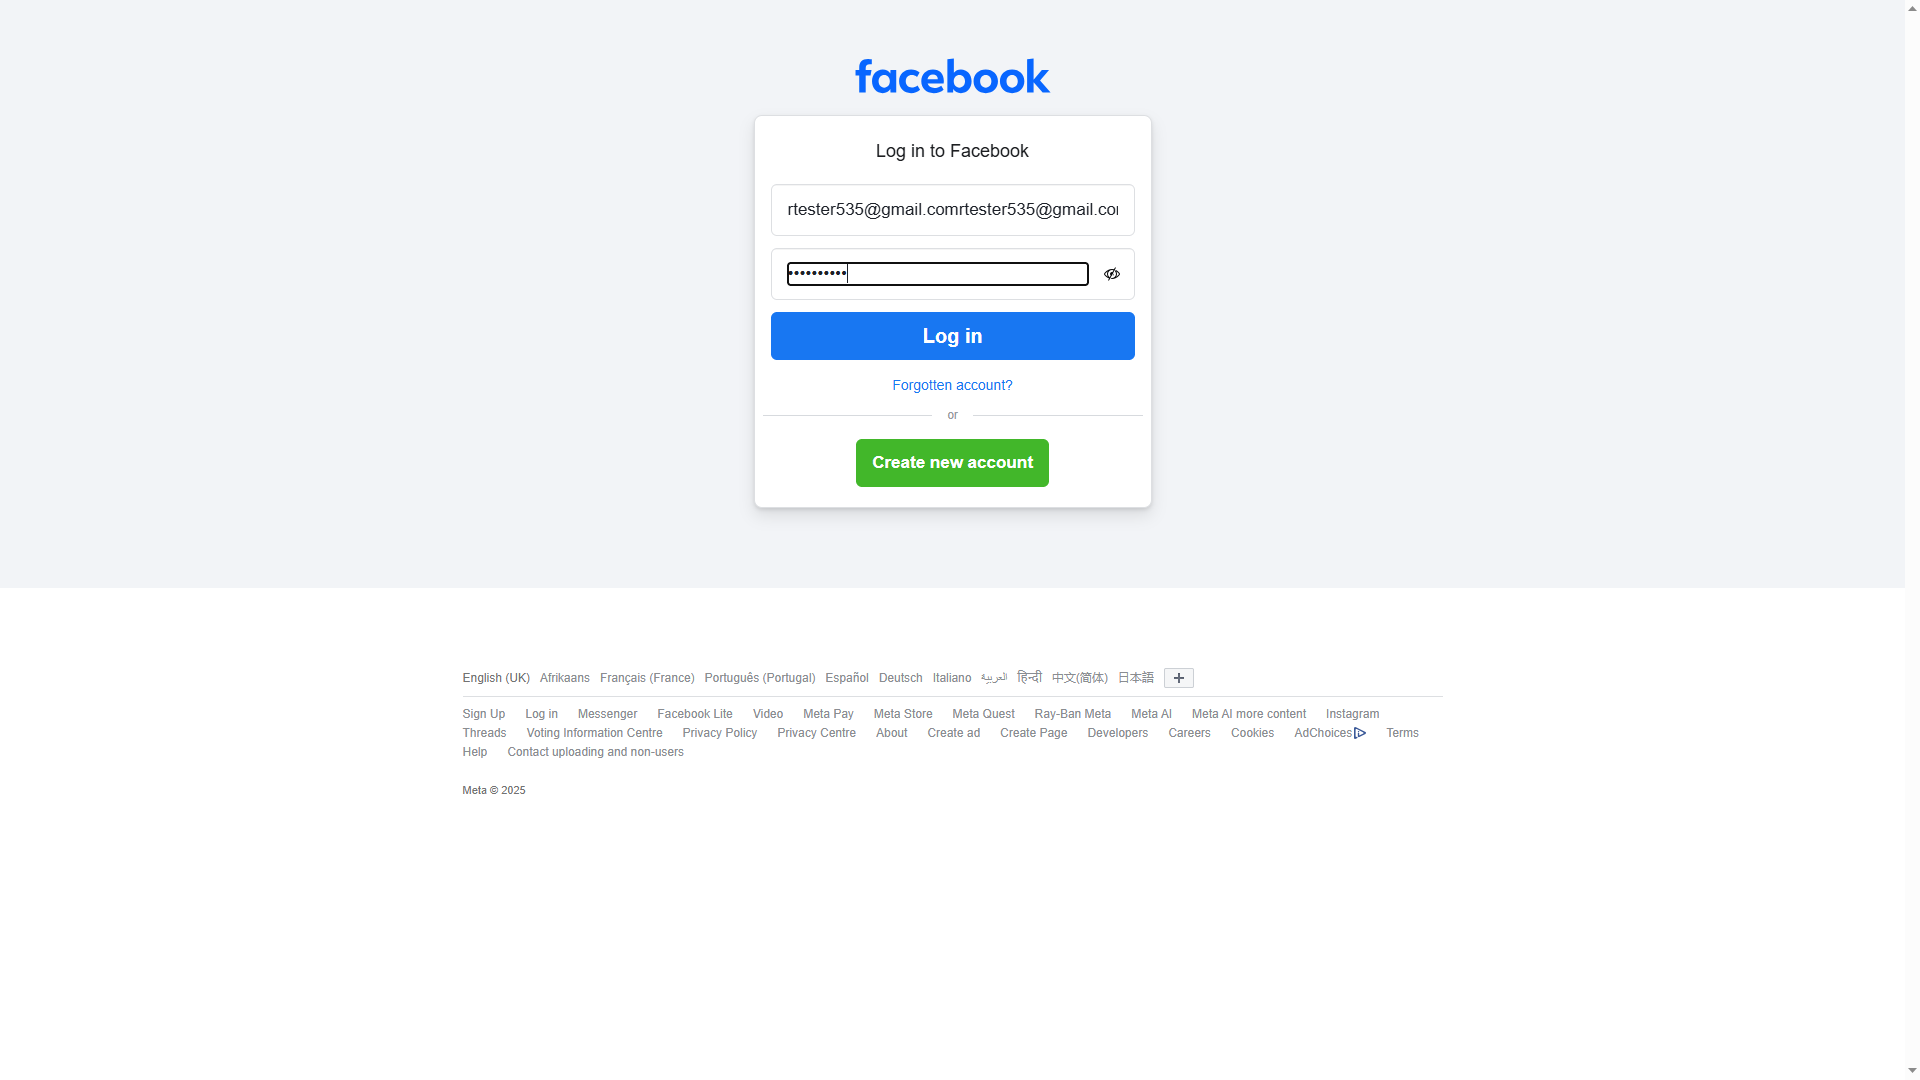 facebook
Log in to Facebook
rtester535@gmail.comrtester535@gmail.co
••••••••••
Log in
Forgotten account?
or
Create new account
English (UK) Afrikaans Français (France) Português (Portugal) Español Deutsch Italiano العربية हिन्दी 中文(简体) 日本語
Sign Up Log in Messenger Facebook Lite Video Meta Pay Meta Store Meta Quest Ray-Ban Meta Meta AI Meta AI more content Instagram
Threads Voting Information Centre Privacy Policy Privacy Centre About Create ad Create Page Developers Careers Cookies AdChoices Terms
Help Contact uploading and non-users
Meta © 2025